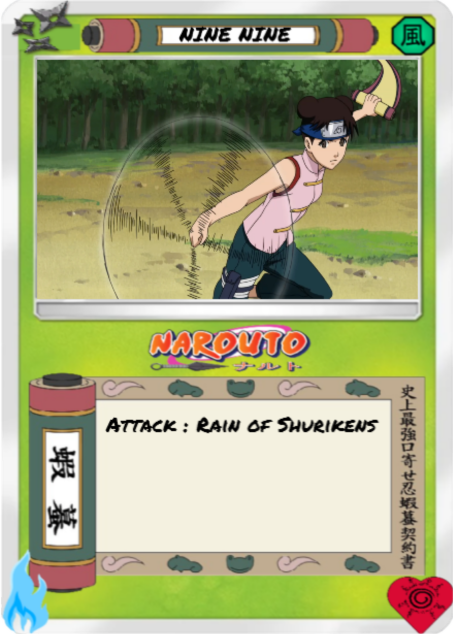 NINE NINE
風
NAROUTO
ナルト
ATTACK : RAIN OF SHURIKENS
蝦蟇
史上最強口寄せ忍蝦蟇契約書